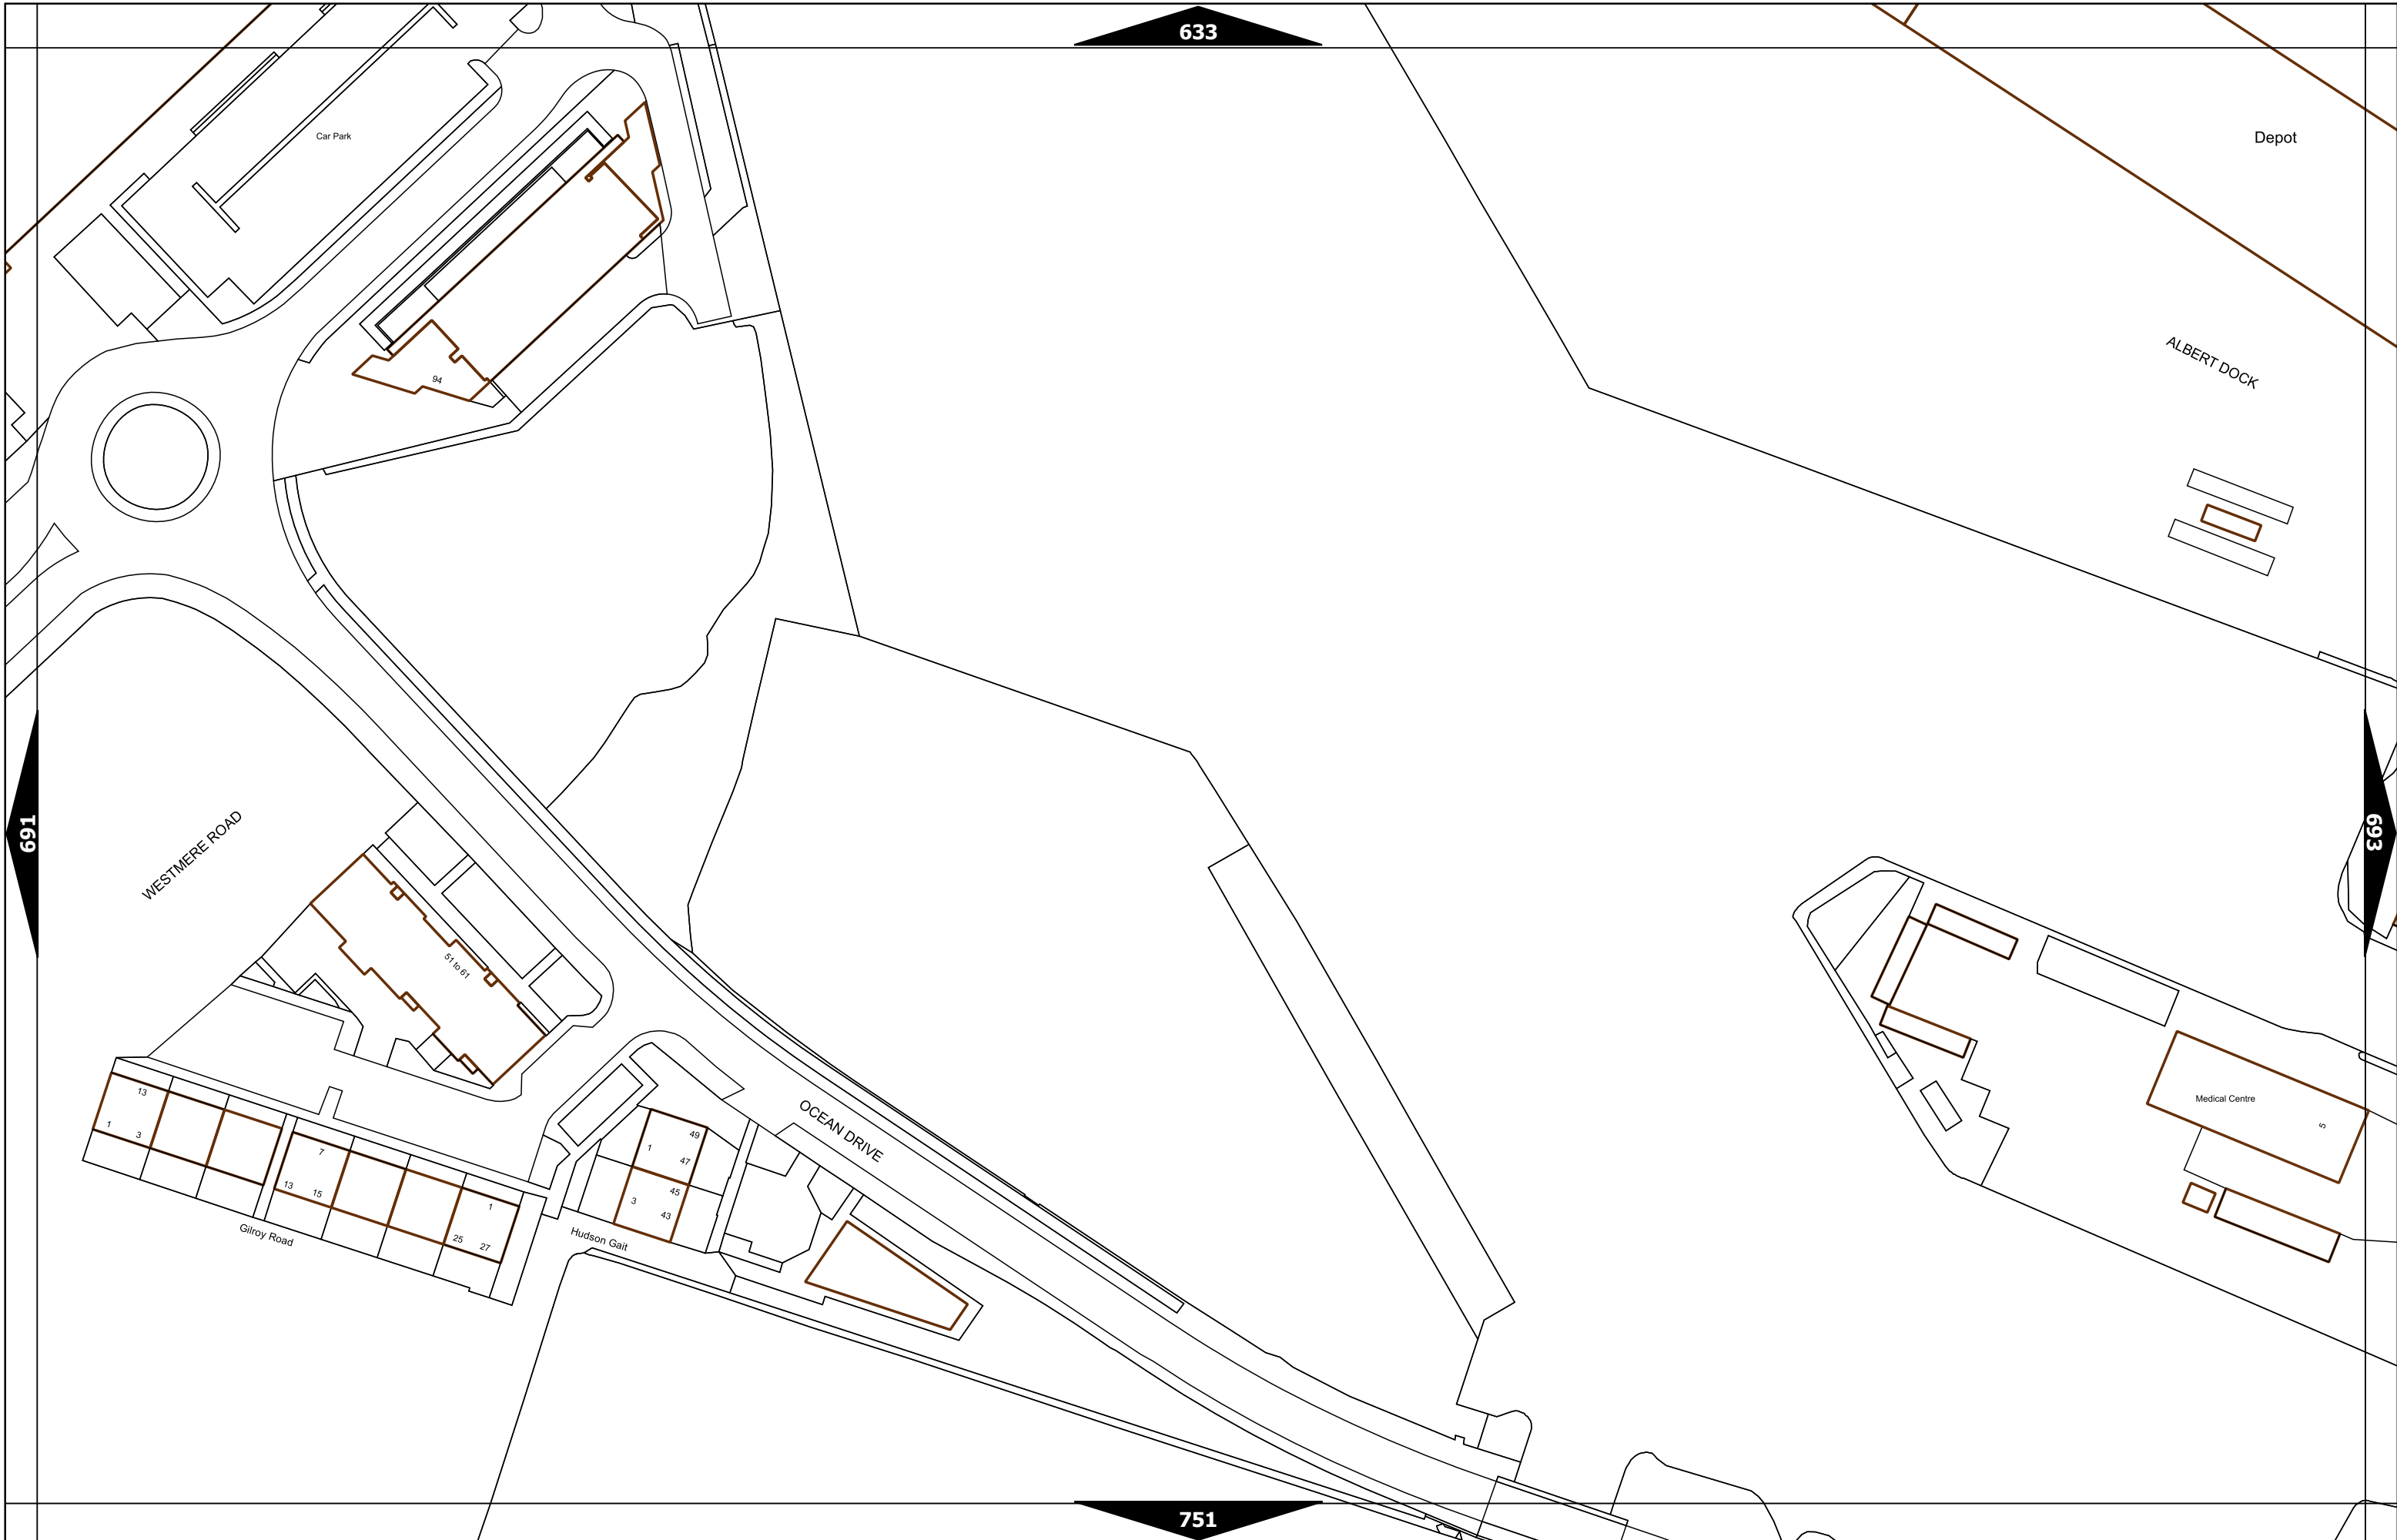 633
Car Park
Depot
ALBERT DOCK
94
691
693
WESTMERE ROAD
51 to 61
OCEAN DRIVE
Medical Centre
5
13
1
3
7
13
15
1
25
27
Gilroy Road
Hudson Gait
49
1
47
45
3
43
751